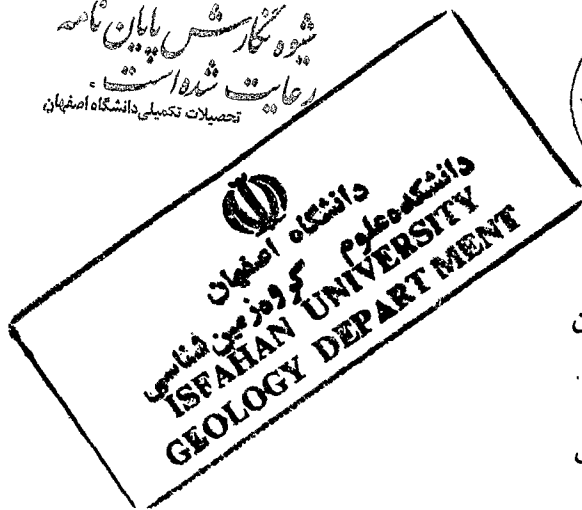 شیوه نگارش پایان نامه
رعایت شده است.
تحصیلات تکمیلی دانشگاه اصفهان
دانشگاه اصفهان
دانشکده علوم
گروه زمین شناسی
ISFAHAN UNIVERSITY
GEOLOGY DEPARTMENT